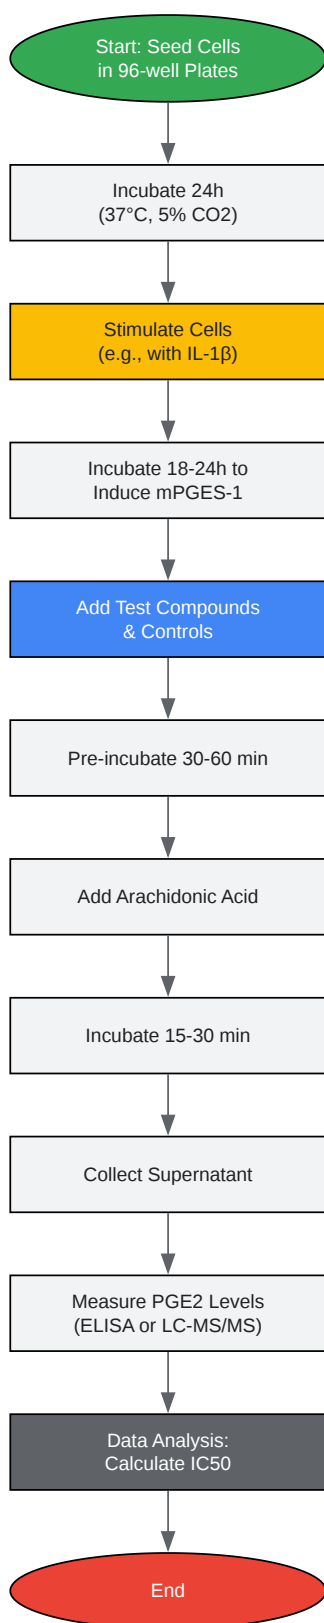 Start: Seed Cells
in 96-well Plates
Incubate 24h
(37°C, 5% CO2)
Stimulate Cells
(e.g., with IL-1β)
Incubate 18-24h to
Induce mPGES-1
Add Test Compounds
& Controls
Pre-incubate 30-60 min
Add Arachidonic Acid
Incubate 15-30 min
Collect Supernatant
Measure PGE2 Levels
(ELISA or LC-MS/MS)
Data Analysis:
Calculate IC50
End